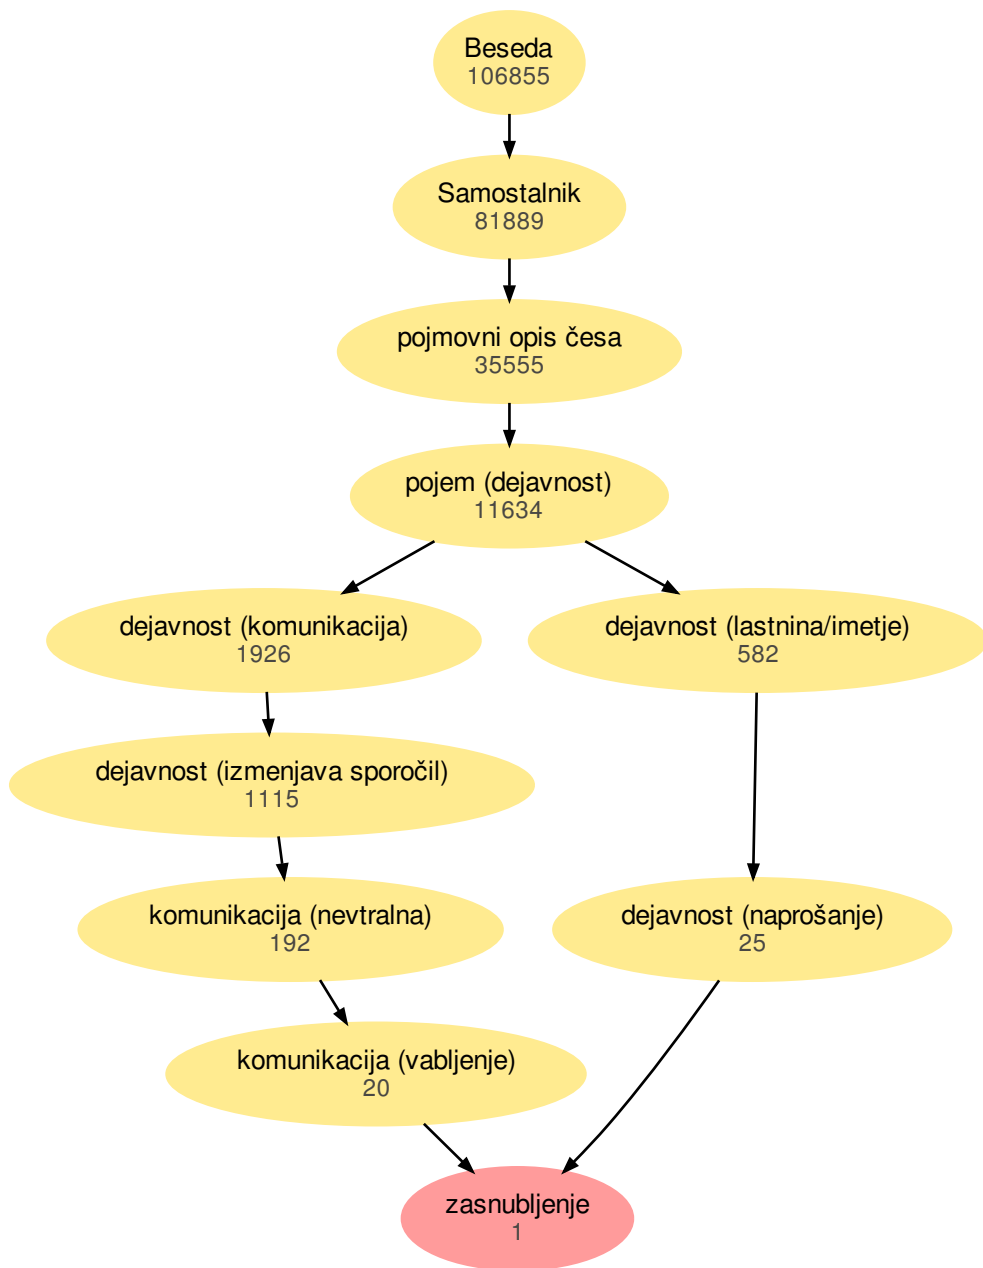 Beseda
106855
Samostalnik
81889
pojmovni opis česa
35555
pojem (dejavnost)
11634
dejavnost (komunikacija)
1926
dejavnost (lastnina/imetje)
582
dejavnost (izmenjava sporočil)
1115
komunikacija (nevtralna)
192
dejavnost (naprošanje)
25
komunikacija (vabljenje)
20
zasnubljenje
1